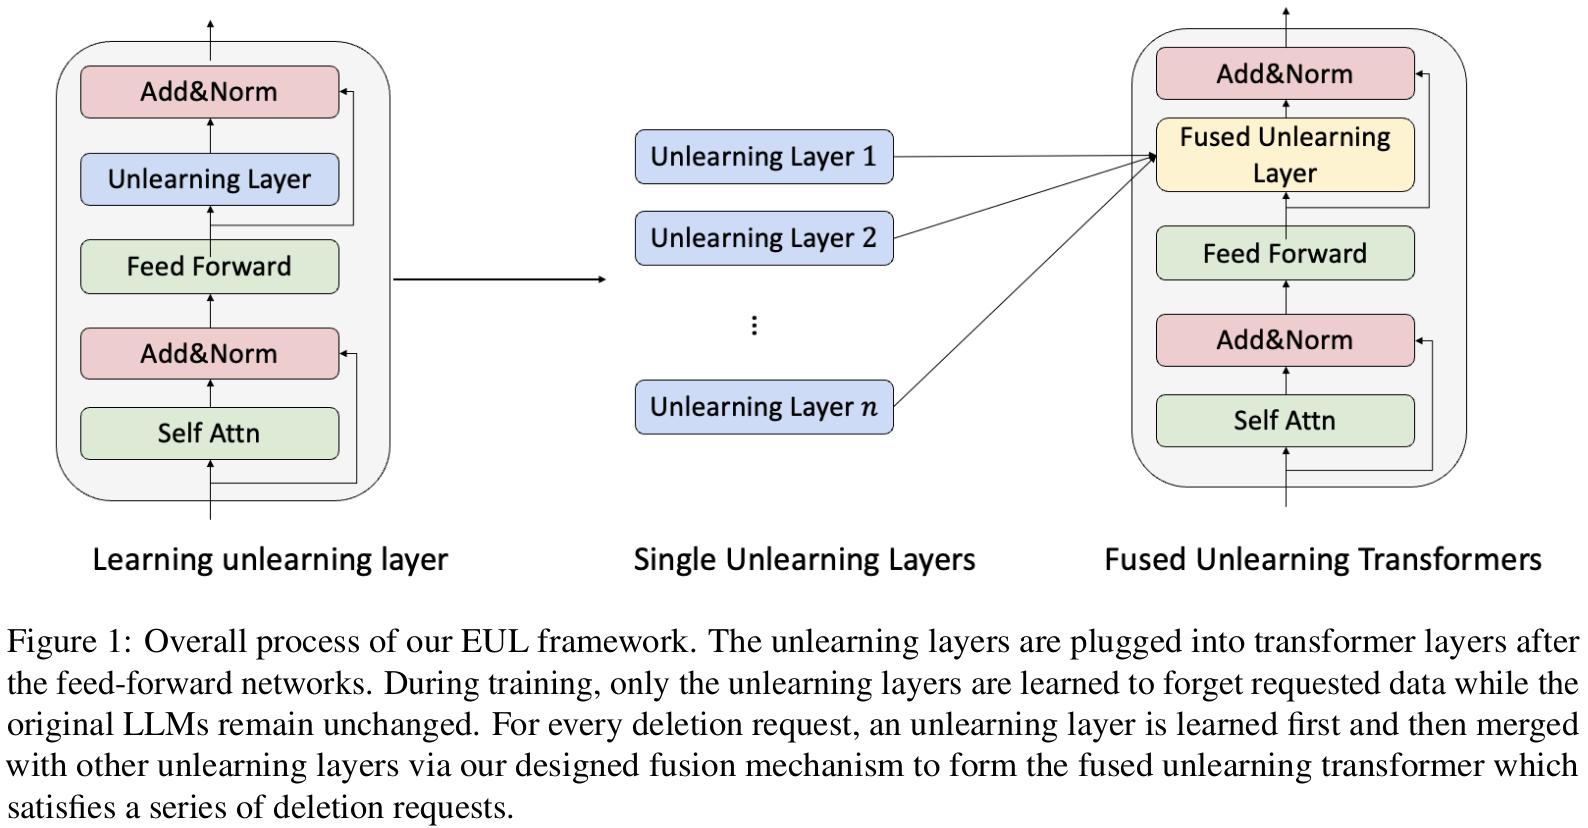 Add&Norm
Unlearning Layer
Feed Forward
Add&Norm
Self Attn
Learning unlearning layer
Unlearning Layer 1
Unlearning Layer 2
⋮
Unlearning Layer n
Single Unlearning Layers
Add&Norm
Fused Unlearning
Layer
Feed Forward
Add&Norm
Self Attn
Fused Unlearning Transformers
Figure 1: Overall process of our EUL framework. The unlearning layers are plugged into transformer layers after
the feed-forward networks. During training, only the unlearning layers are learned to forget requested data while the
original LLMs remain unchanged. For every deletion request, an unlearning layer is learned first and then merged
with other unlearning layers via our designed fusion mechanism to form the fused unlearning transformer which
satisfies a series of deletion requests.